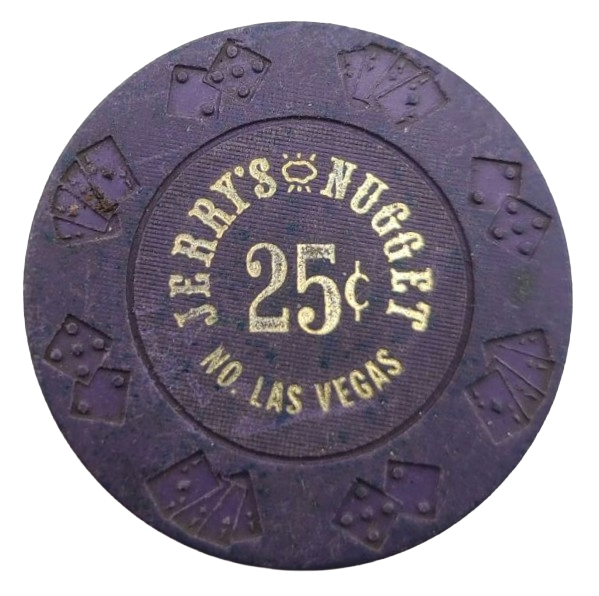 JERRY'S NUGGET
25¢
NO. LAS VEGAS